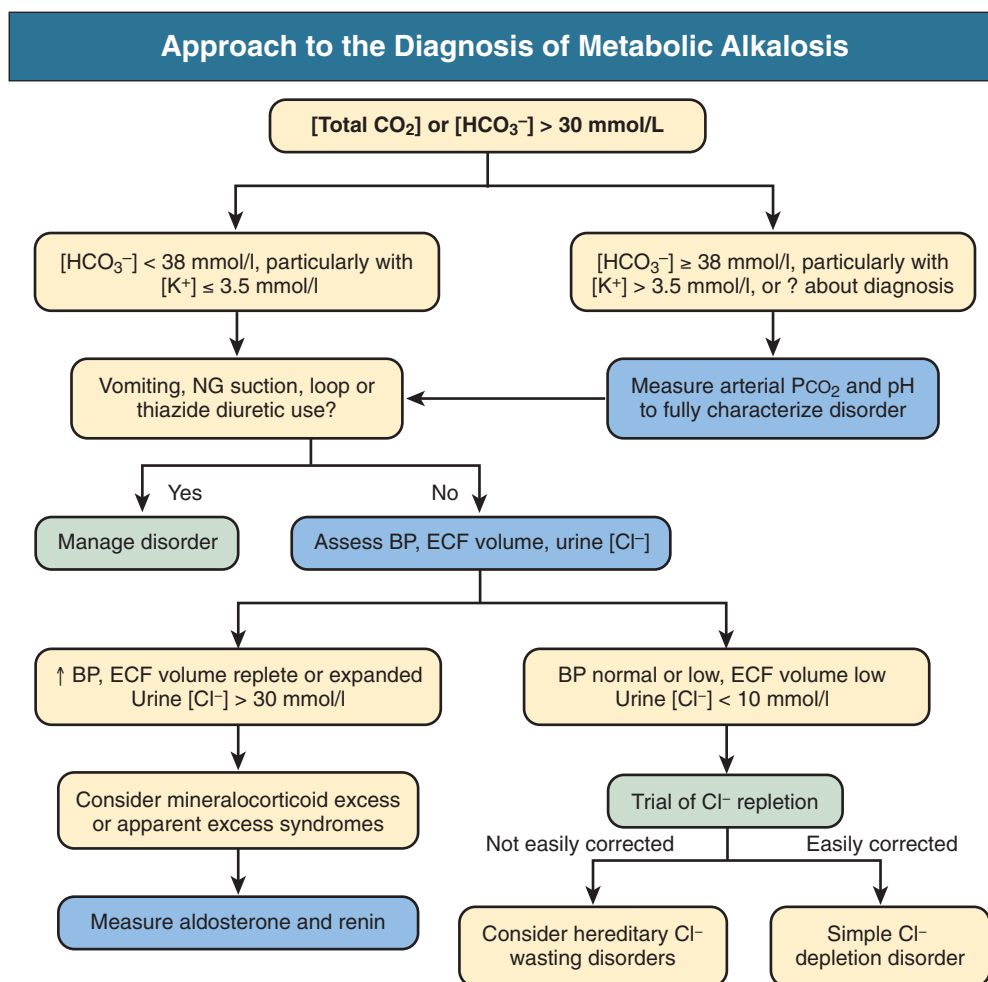 Approach to the Diagnosis of Metabolic Alkalosis
[Total CO₂] or [HCO₃⁻] > 30 mmol/L
[HCO₃⁻] < 38 mmol/l, particularly with
[K⁺] ≤ 3.5 mmol/l
[HCO₃⁻] ≥ 38 mmol/l, particularly with
[K⁺] > 3.5 mmol/l, or ? about diagnosis
Vomiting, NG suction, loop or
thiazide diuretic use?
Measure arterial PCO₂ and pH
to fully characterize disorder
Yes
No
Manage disorder
Assess BP, ECF volume, urine [Cl⁻]
↑ BP, ECF volume replete or expanded
Urine [Cl⁻] > 30 mmol/l
BP normal or low, ECF volume low
Urine [Cl⁻] < 10 mmol/l
Consider mineralocorticoid excess
or apparent excess syndromes
Trial of Cl⁻ repletion
Not easily corrected
Easily corrected
Measure aldosterone and renin
Consider hereditary Cl⁻
wasting disorders
Simple Cl⁻
depletion disorder